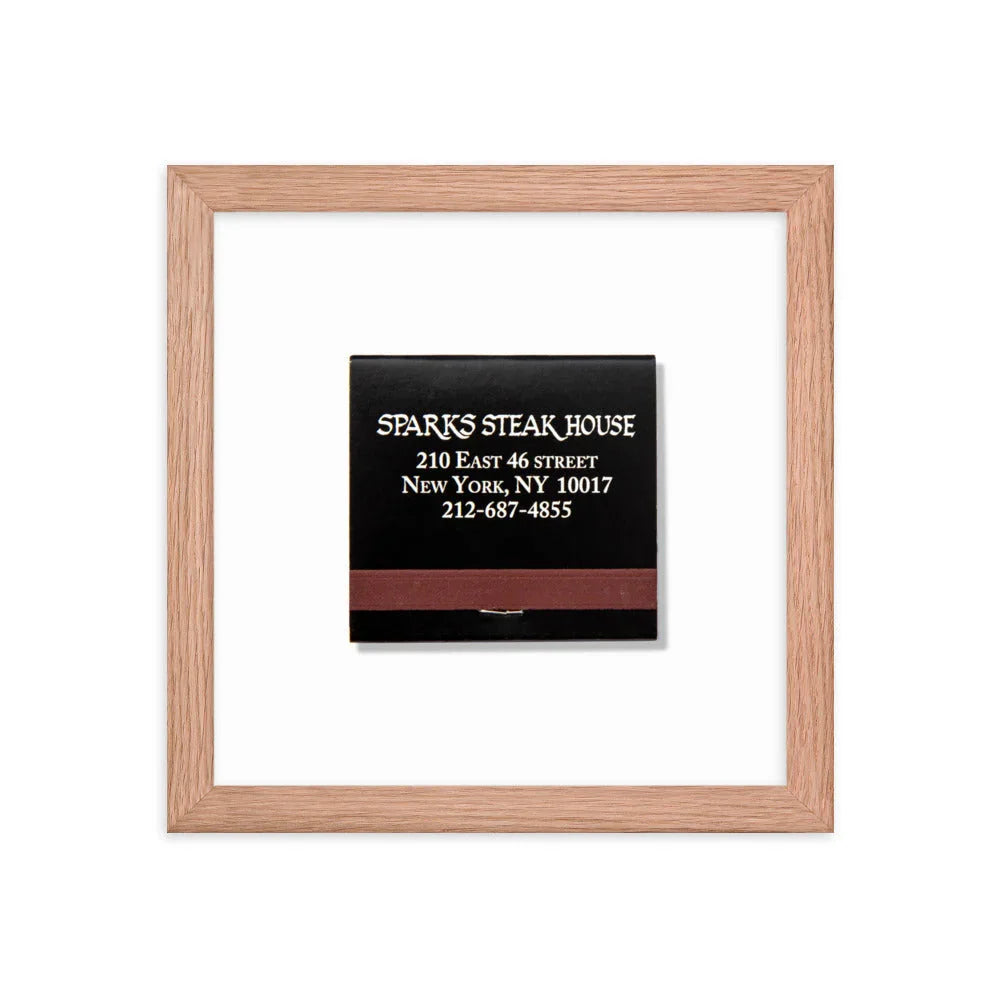 SPARKS STEAK HOUSE
210 East 46 street
New York, NY 10017
212-687-4855